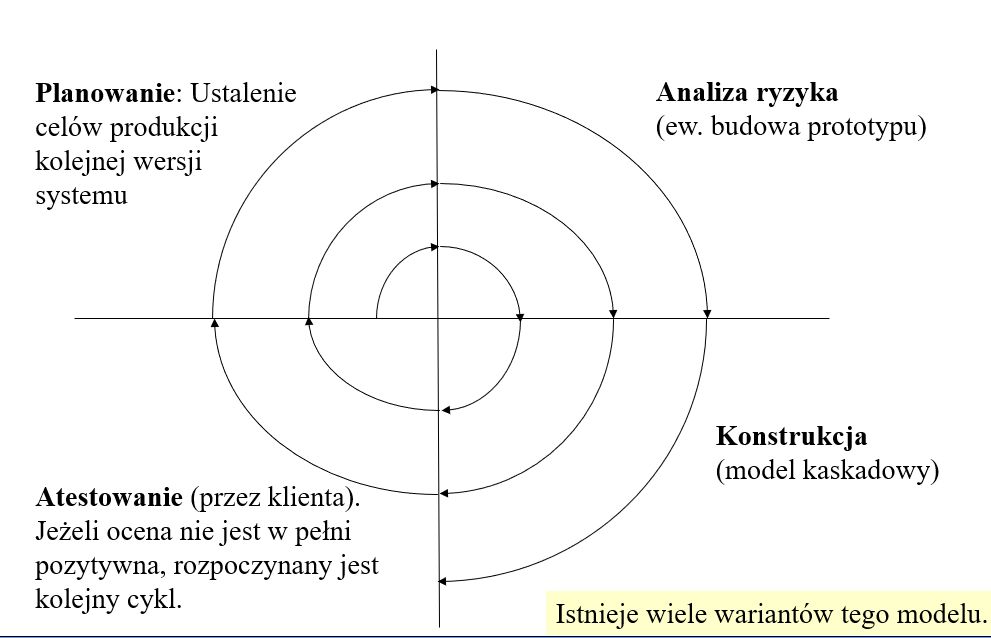 Planowanie: Ustalenie
celów produkcji
kolejnej wersji
systemu
Analiza ryzyka
(ew. budowa prototypu)
Konstrukcja
(model kaskadowy)
Atestowanie (przez klienta).
Jeżeli ocena nie jest w pełni
pozytywna, rozpoczynany jest
kolejny cykl.
Istnieje wiele wariantów tego modelu.